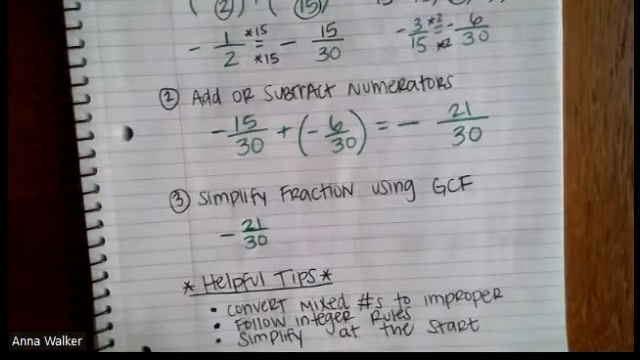 (2) + (15)
- 1/2 *15 = *15 - 15/30 - 3/15 *2 = *2 - 6/30
② Add OR SUBTRACT NUMERATORS
- 15/30 + (- 6/30) = - 21/30
③ Simplify FRACTION using GCF
- 21/30
* HELPFUL TIPS *
• CONVERT MIXED #s TO IMPROPER
• FOLLOW INTEGER RULES
• SIMPLIFY AT THE START
Anna Walker